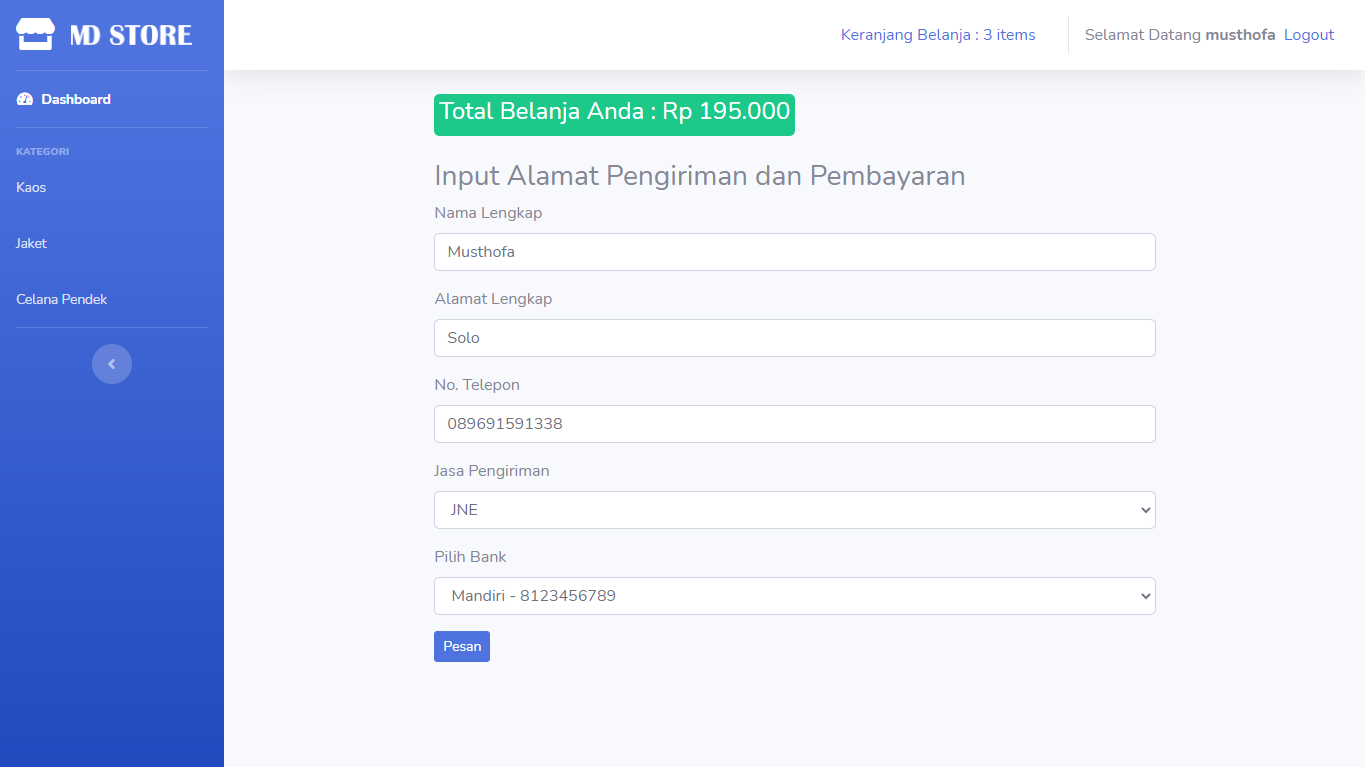 MD STORE
Keranjang Belanja : 3 items
Selamat Datang musthofa Logout
Dashboard
KATEGORI
Kaos
Jaket
Celana Pendek
Total Belanja Anda : Rp 195.000
Input Alamat Pengiriman dan Pembayaran
Nama Lengkap
Musthofa
Alamat Lengkap
Solo
No. Telepon
089691591338
Jasa Pengiriman
JNE
Pilih Bank
Mandiri - 8123456789
Pesan